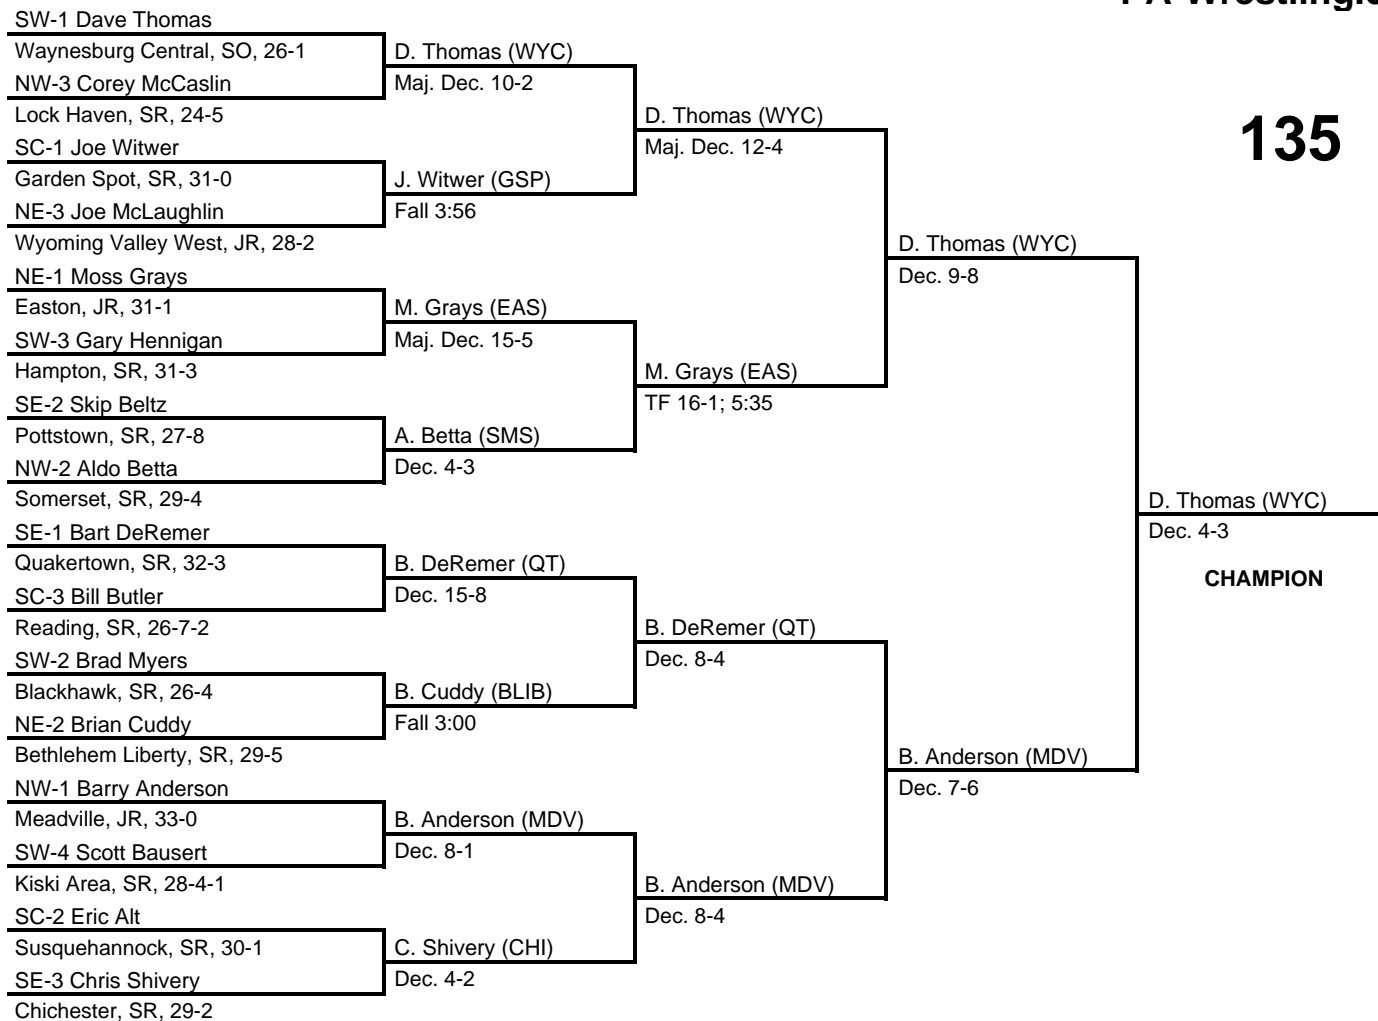 SW-1 Dave Thomas
Waynesburg Central, SO, 26-1
NW-3 Corey McCaslin
Lock Haven, SR, 24-5
SC-1 Joe Witwer
Garden Spot, SR, 31-0
NE-3 Joe McLaughlin
Wyoming Valley West, JR, 28-2
NE-1 Moss Grays
Easton, JR, 31-1
SW-3 Gary Hennigan
Hampton, SR, 31-3
SE-2 Skip Beltz
Pottstown, SR, 27-8
NW-2 Aldo Betta
Somerset, SR, 29-4
SE-1 Bart DeRemer
Quakertown, SR, 32-3
SC-3 Bill Butler
Reading, SR, 26-7-2
SW-2 Brad Myers
Blackhawk, SR, 26-4
NE-2 Brian Cuddy
Bethlehem Liberty, SR, 29-5
NW-1 Barry Anderson
Meadville, JR, 33-0
SW-4 Scott Bausert
Kiski Area, SR, 28-4-1
SC-2 Eric Alt
Susquehannock, SR, 30-1
SE-3 Chris Shivery
Chichester, SR, 29-2
D. Thomas (WYC)
Maj. Dec. 10-2
J. Witwer (GSP)
Fall 3:56
M. Grays (EAS)
Maj. Dec. 15-5
A. Betta (SMS)
Dec. 4-3
B. DeRemer (QT)
Dec. 15-8
B. Cuddy (BLIB)
Fall 3:00
B. Anderson (MDV)
Dec. 8-1
C. Shivery (CHI)
Dec. 4-2
D. Thomas (WYC)
Maj. Dec. 12-4
M. Grays (EAS)
TF 16-1; 5:35
B. DeRemer (QT)
Dec. 8-4
B. Anderson (MDV)
Dec. 8-4
D. Thomas (WYC)
Dec. 9-8
B. Anderson (MDV)
Dec. 7-6
135
D. Thomas (WYC)
Dec. 4-3
CHAMPION